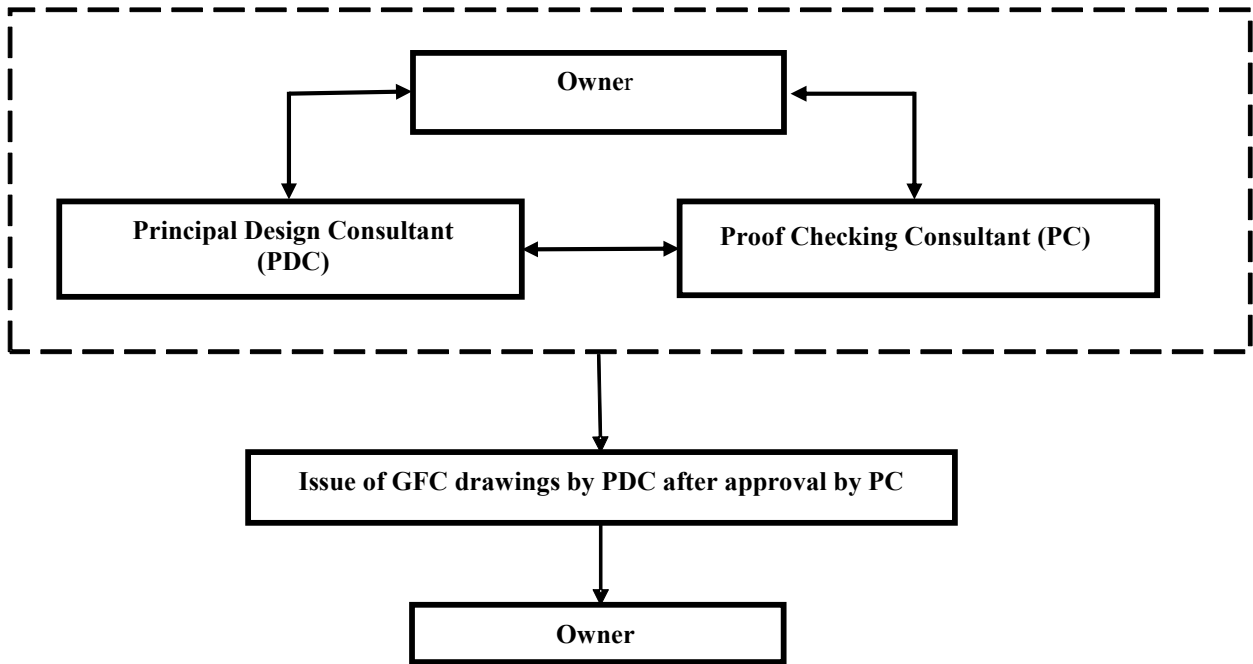 Owner
Principal Design Consultant
(PDC)
Proof Checking Consultant (PC)
Issue of GFC drawings by PDC after approval by PC
Owner